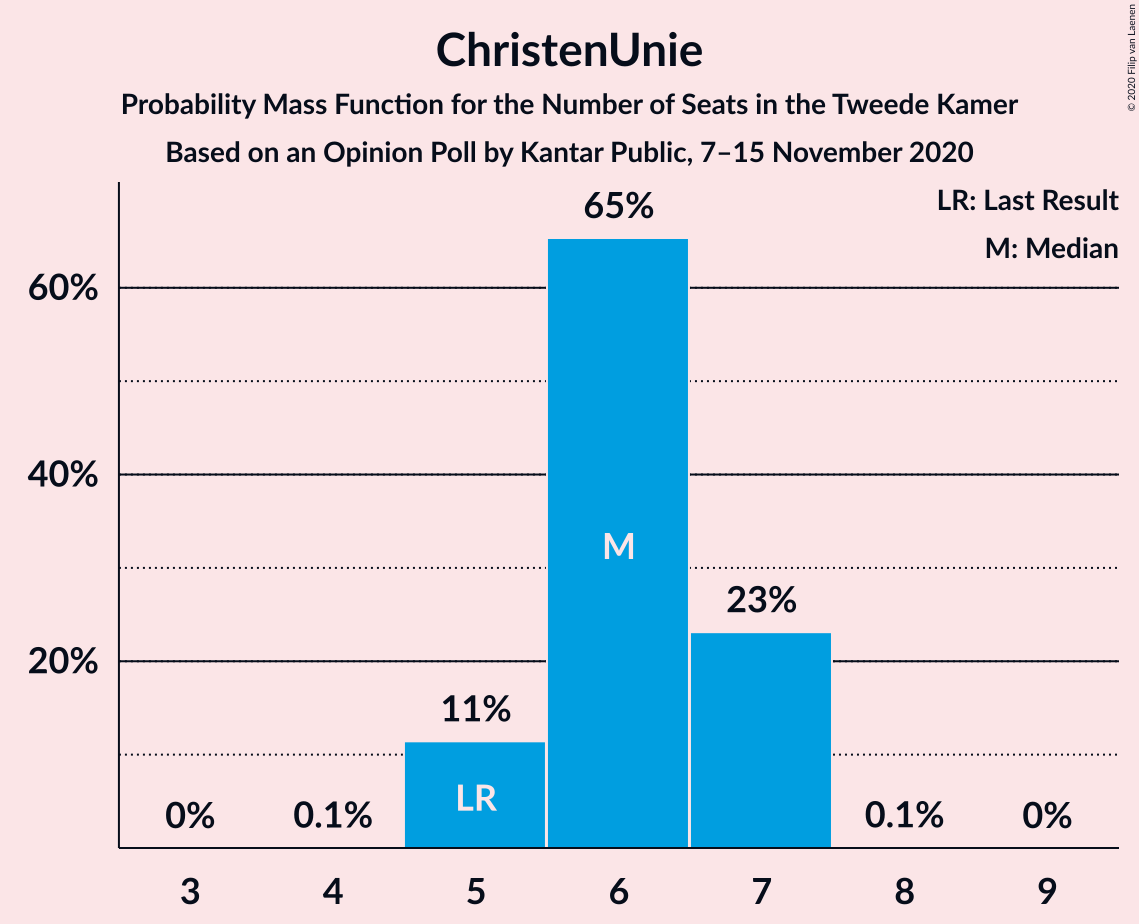 ChristenUnie
Probability Mass Function for the Number of Seats in the Tweede Kamer
Based on an Opinion Poll by Kantar Public, 7–15 November 2020
© 2020 Filip van Laenen
LR: Last Result
M: Median
60%
40%
20%
0%
0.1%
11%
LR
65%
M
23%
0.1%
0%
3 4 5 6 7 8 9